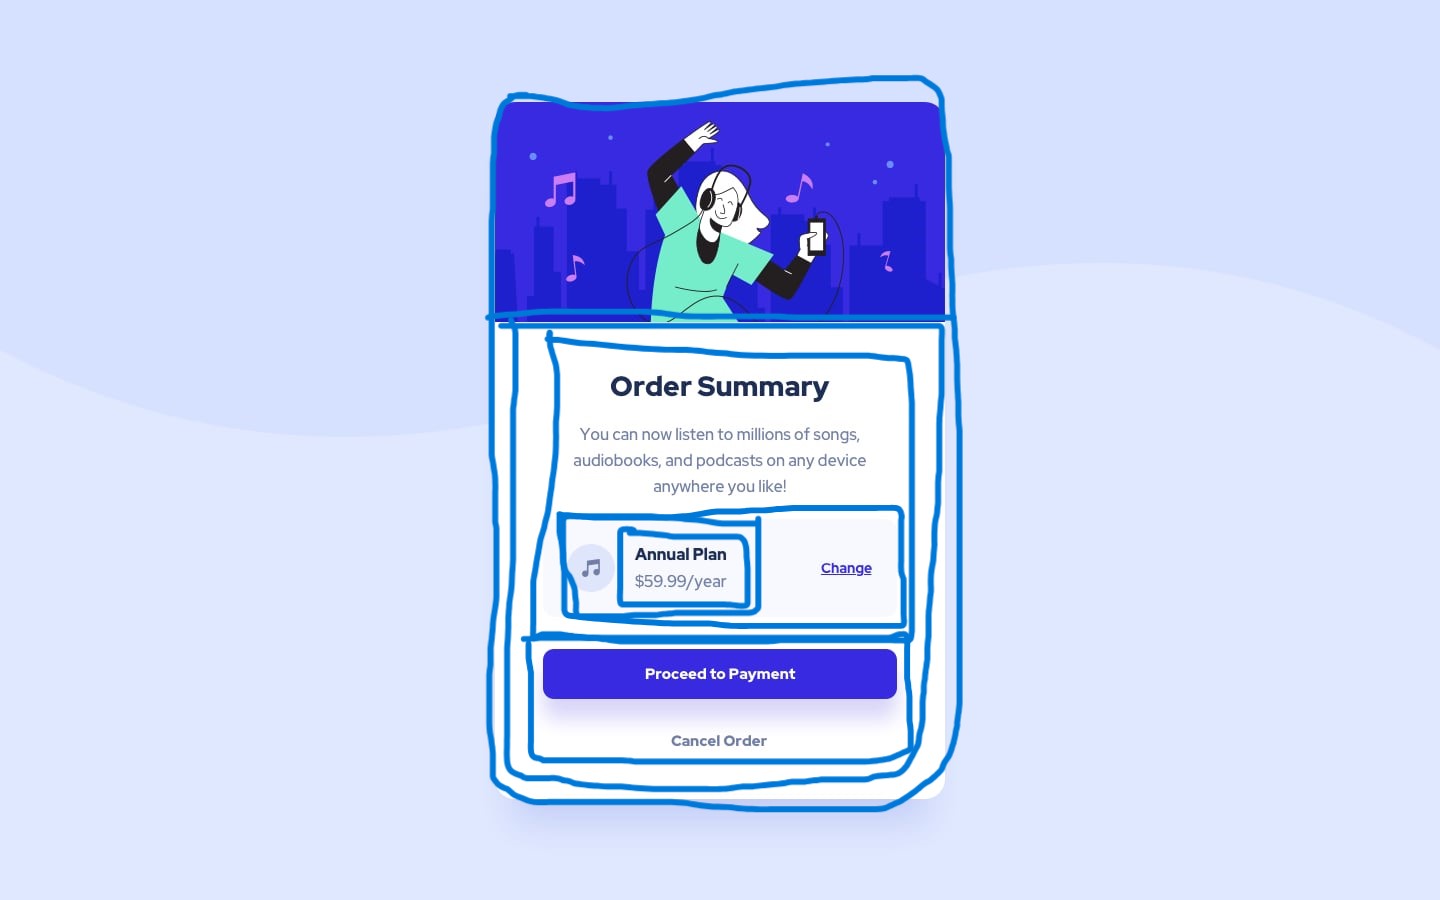 Order Summary
You can now listen to millions of songs,
audiobooks, and podcasts on any device
anywhere you like!
Annual Plan
$59.99/year
Change
Proceed to Payment
Cancel Order